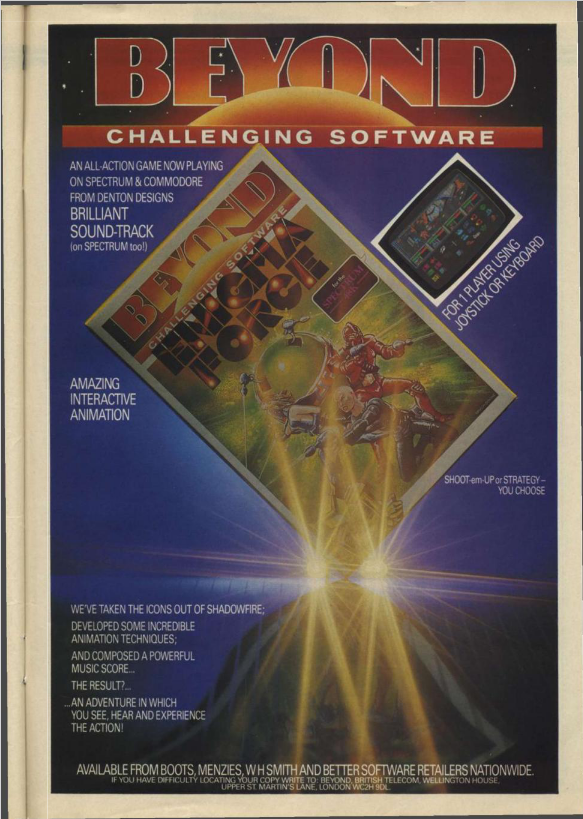 BEYOND
CHALLENGING SOFTWARE
AN ALL-ACTION GAME NOW PLAYING
ON SPECTRUM & COMMODORE
FROM DENTON DESIGNS
BRILLIANT
SOUND-TRACK
(on SPECTRUM too!)
FOR 1 PLAYER USING
JOYSTICK OR KEYBOARD
BEYOND
CHALLENGING SOFTWARE
ENIGMA
FORCE
SPECTRUM
AMAZING
INTERACTIVE
ANIMATION
SHOOT-em-UP or STRATEGY –
YOU CHOOSE
WE'VE TAKEN THE ICONS OUT OF SHADOWFIRE;
DEVELOPED SOME INCREDIBLE
ANIMATION TECHNIQUES;
AND COMPOSED A POWERFUL
MUSIC SCORE...
THE RESULT?...
...AN ADVENTURE IN WHICH
YOU SEE, HEAR AND EXPERIENCE
THE ACTION!
AVAILABLE FROM BOOTS, MENZIES, W H SMITH AND BETTER SOFTWARE RETAILERS NATIONWIDE.
IF YOU HAVE DIFFICULTY LOCATING YOUR COPY WRITE TO: BEYOND, BRITISH TELECOM, WELLINGTON HOUSE,
UPPER ST. MARTIN'S LANE, LONDON WC2H 9DL.